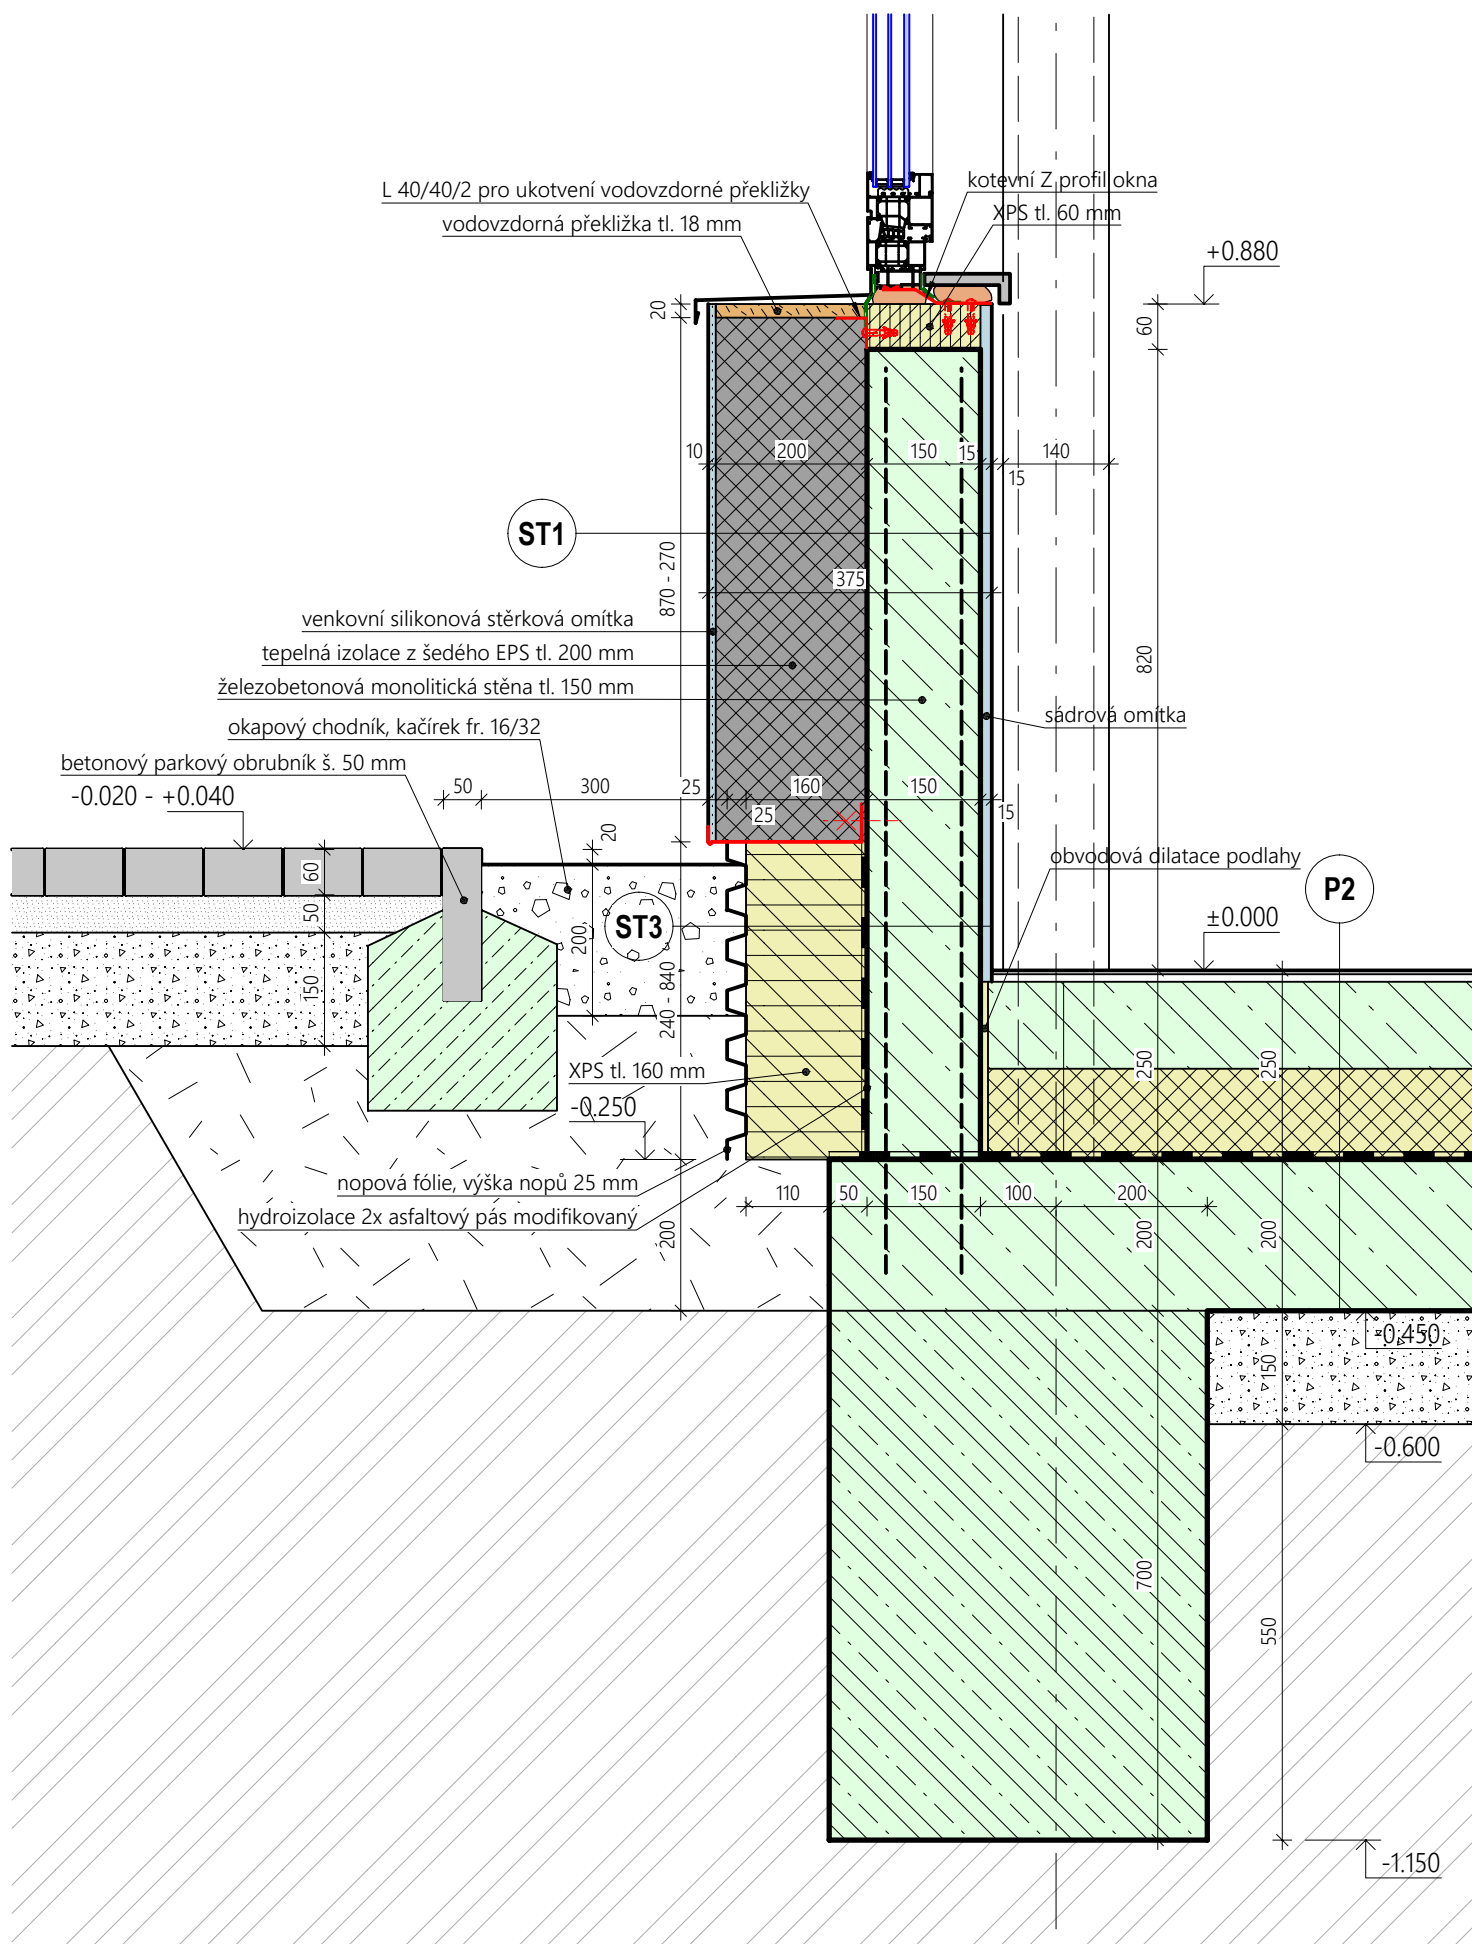 L 40/40/2 pro ukotvení vodovzdorné překližky
vodovzdorná překližka tl. 18 mm
kotevní Z profil okna
XPS tl. 60 mm
+0.880
20
60
10
200
150
15
15
140
ST1
870 - 270
375
820
venkovní silikonová stěrková omítka
tepelná izolace z šedého EPS tl. 200 mm
železobetonová monolitická stěna tl. 150 mm
sádrová omítka
okapový chodník, kačírek fr. 16/32
betonový parkový obrubník š. 50 mm
-0.020 - +0.040
50
300
25
25
160
150
15
20
60
50
150
200
ST3
240 - 840
obvodová dilatace podlahy
P2
±0.000
XPS tl. 160 mm
-0.250
250
250
nopová fólie, výška nopů 25 mm
hydroizolace 2x asfaltový pás modifikovaný
110
50
150
100
200
200
200
200
-0.450
150
-0.600
700
550
-1.150